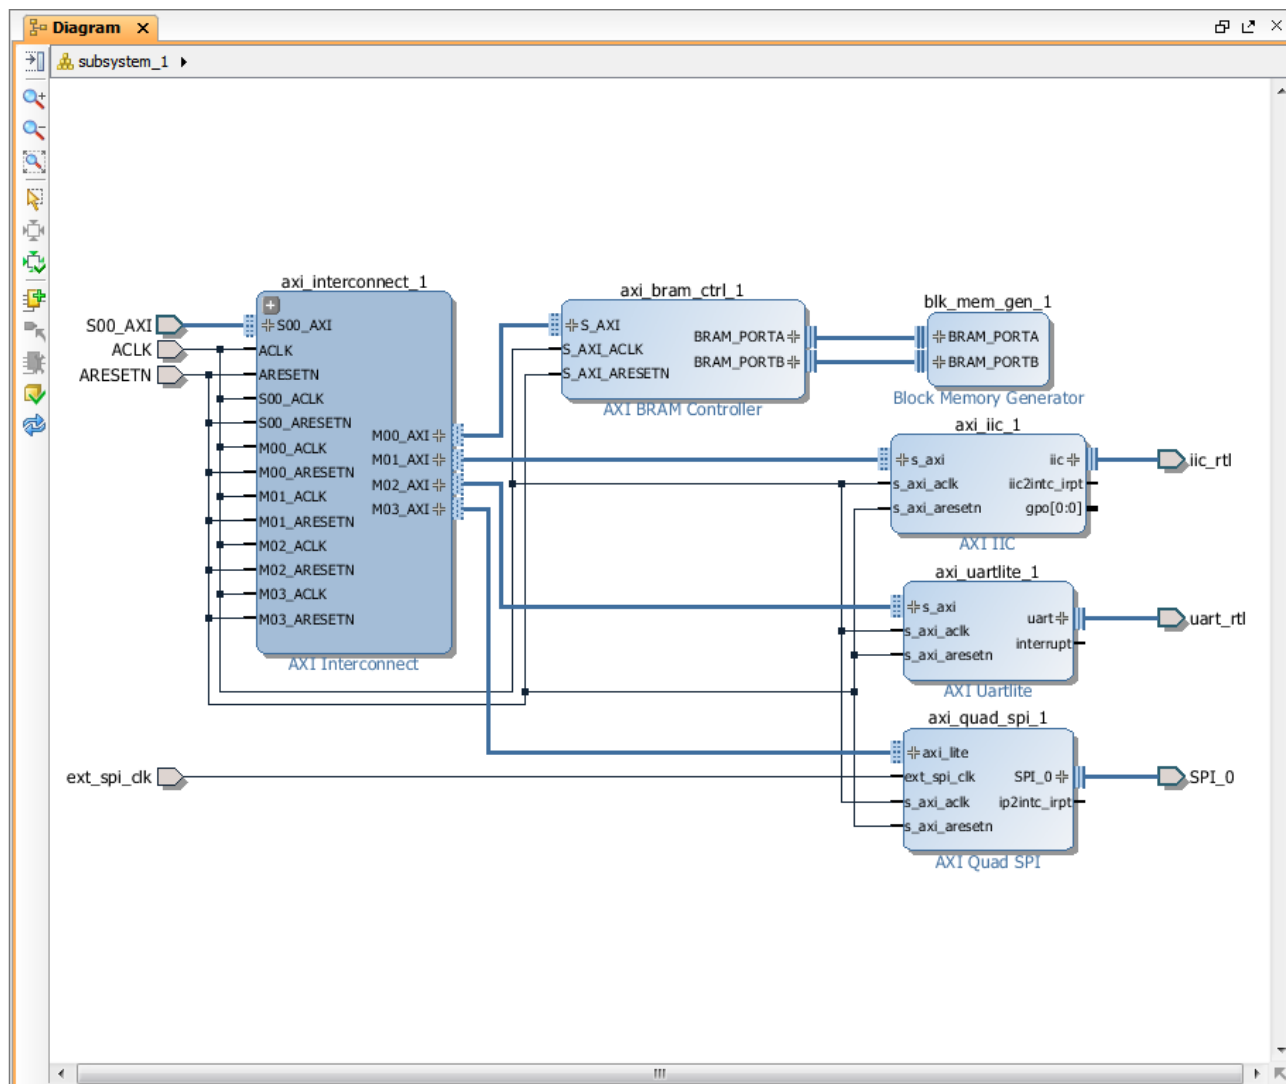 Diagram
subsystem_1
axi_interconnect_1
S00_AXI
ACLK
ARESETN
S00_AXI
ACLK
ARESETN
S00_ACLK
S00_ARESETN
M00_ACLK
M00_ARESETN
M01_ACLK
M01_ARESETN
M02_ACLK
M02_ARESETN
M03_ACLK
M03_ARESETN
M00_AXI
M01_AXI
M02_AXI
M03_AXI
AXI Interconnect
axi_bram_ctrl_1
S_AXI
S_AXI_ACLK
S_AXI_ARESETN
BRAM_PORTA
BRAM_PORTB
AXI BRAM Controller
blk_mem_gen_1
BRAM_PORTA
BRAM_PORTB
Block Memory Generator
axi_iic_1
s_axi
s_axi_aclk
s_axi_aresetn
iic
iic2intc_irpt
gpo[0:0]
AXI IIC
iic_rtl
axi_uartlite_1
s_axi
s_axi_aclk
s_axi_aresetn
uart
interrupt
AXI Uartlite
uart_rtl
axi_quad_spi_1
axi_lite
ext_spi_clk
s_axi_aclk
s_axi_aresetn
SPI_0
ip2intc_irpt
AXI Quad SPI
SPI_0
ext_spi_clk